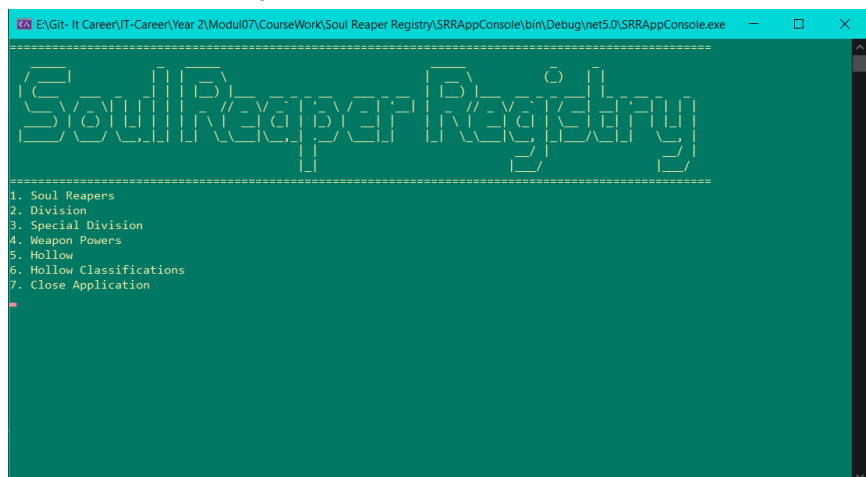 E:\Git- It Career\IT-Career\Year 2\Modul07\CourseWork\Soul Reaper Registry\SRRAppConsole\bin\Debug\net5.0\SRRAppConsole.exe
SoulReaper Registry
1. Soul Reapers
2. Division
3. Special Division
4. Weapon Powers
5. Hollow
6. Hollow Classifications
7. Close Application